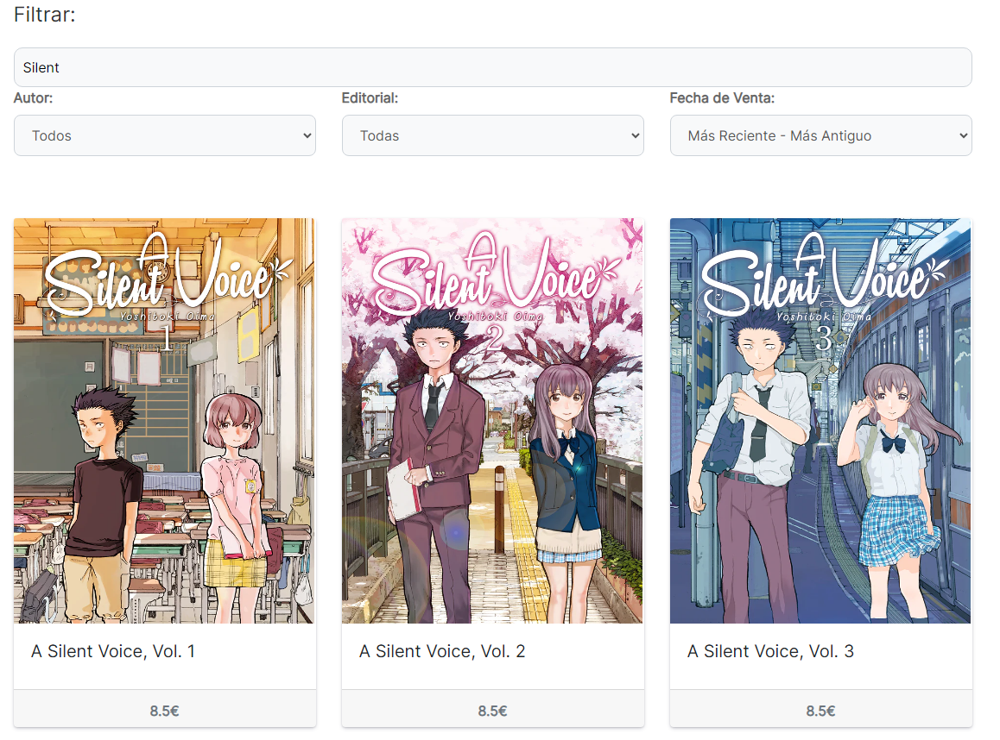 Filtrar:
Silent
Autor:
Editorial:
Fecha de Venta:
Todos
Todas
Más Reciente - Más Antiguo
A
Silent Voice
Yoshitoki Oima
1
A
Silent Voice
Yoshitoki Oima
2
A
Silent Voice
Yoshitoki Oima
3
A Silent Voice, Vol. 1
A Silent Voice, Vol. 2
A Silent Voice, Vol. 3
8.5€
8.5€
8.5€